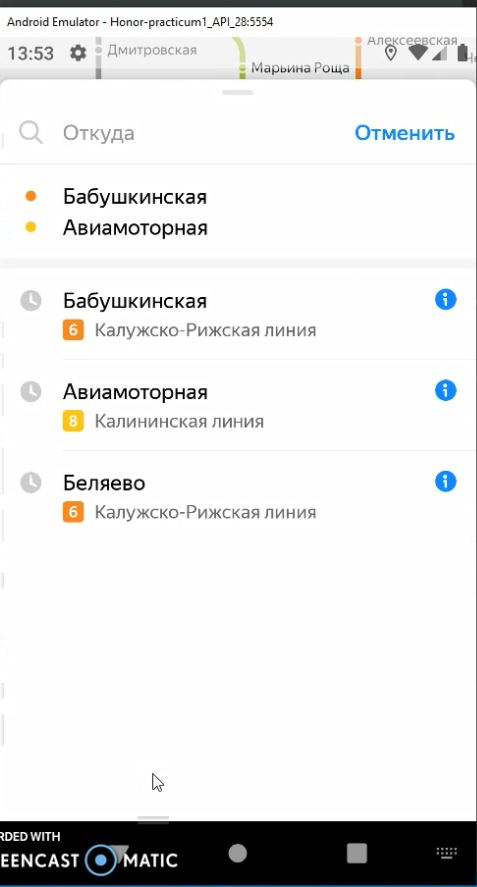 Android Emulator - Honor-practicum1_API_28:5554
13:53
Дмитровская
Алексеевская
Марьина Роща
Откуда
Отменить
Бабушкинская
Авиамоторная
Бабушкинская
6 Калужско-Рижская линия
Авиамоторная
8 Калининская линия
Беляево
6 Калужско-Рижская линия
RDED WITH
EENCAST MATIC